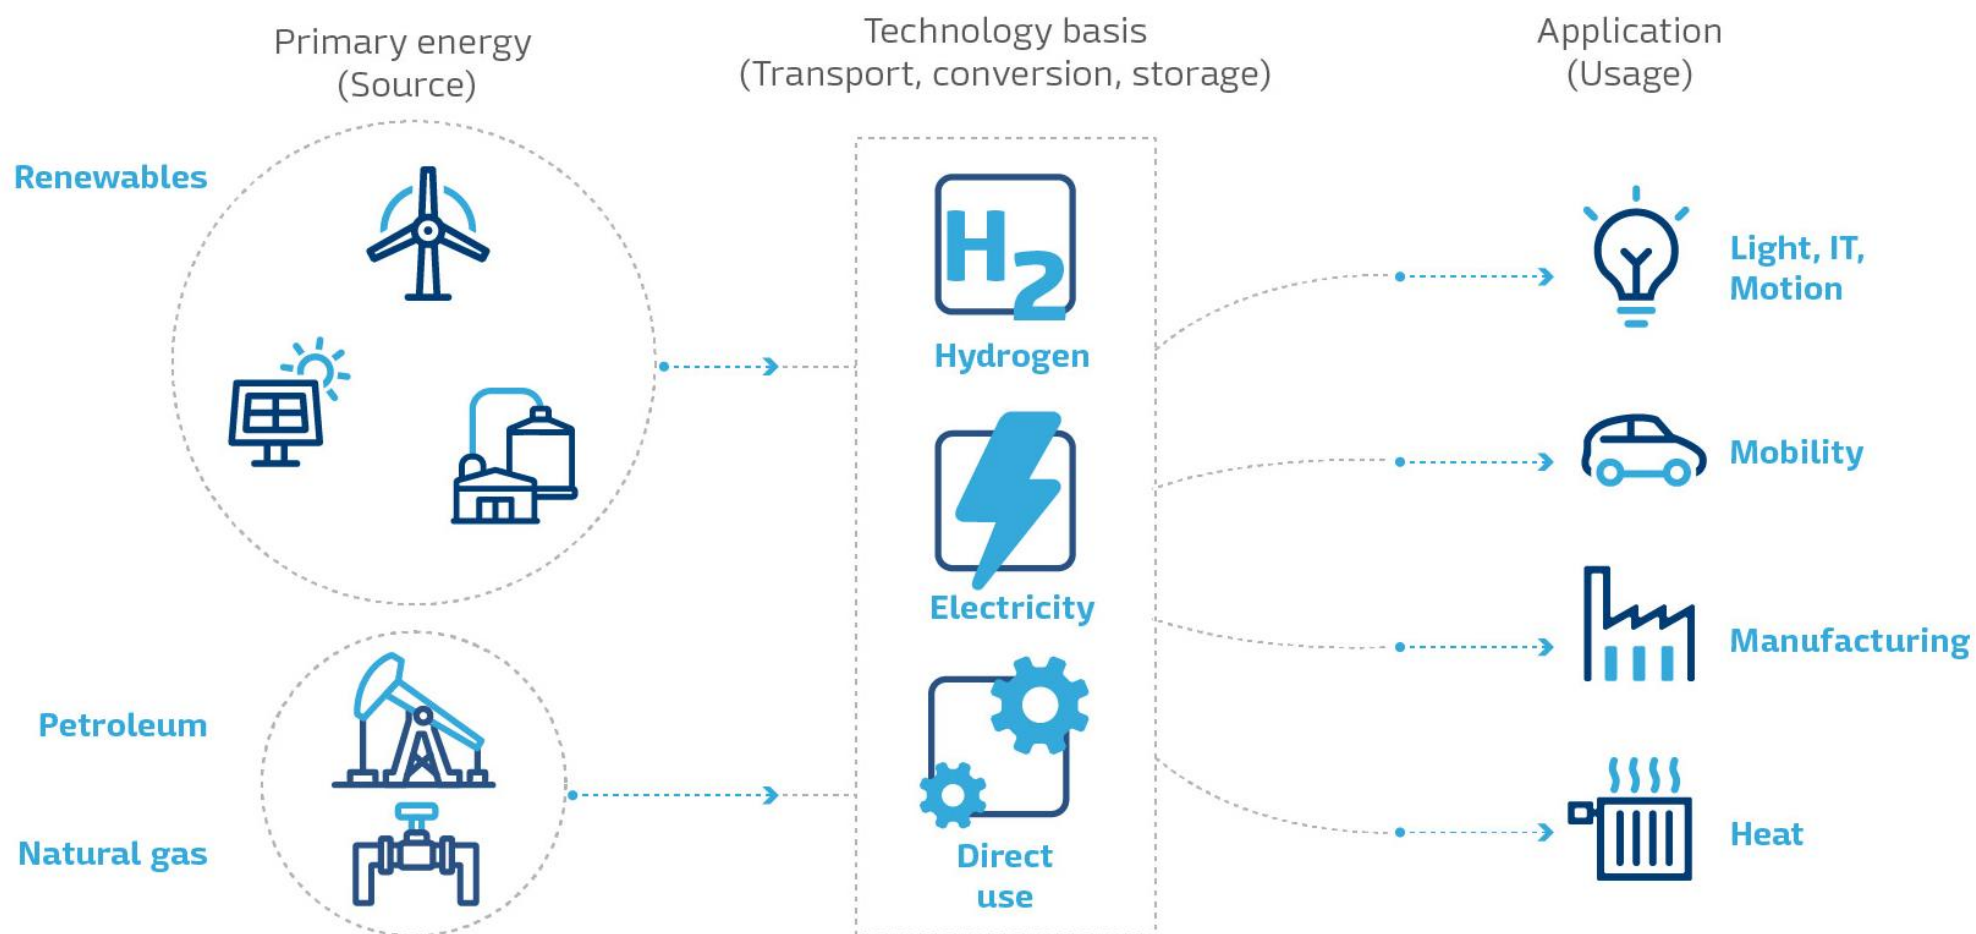 Primary energy
(Source)
Technology basis
(Transport, conversion, storage)
Application
(Usage)
Renewables
Petroleum
Natural gas
H2
Hydrogen
Electricity
Direct
use
Light, IT,
Motion
Mobility
Manufacturing
Heat